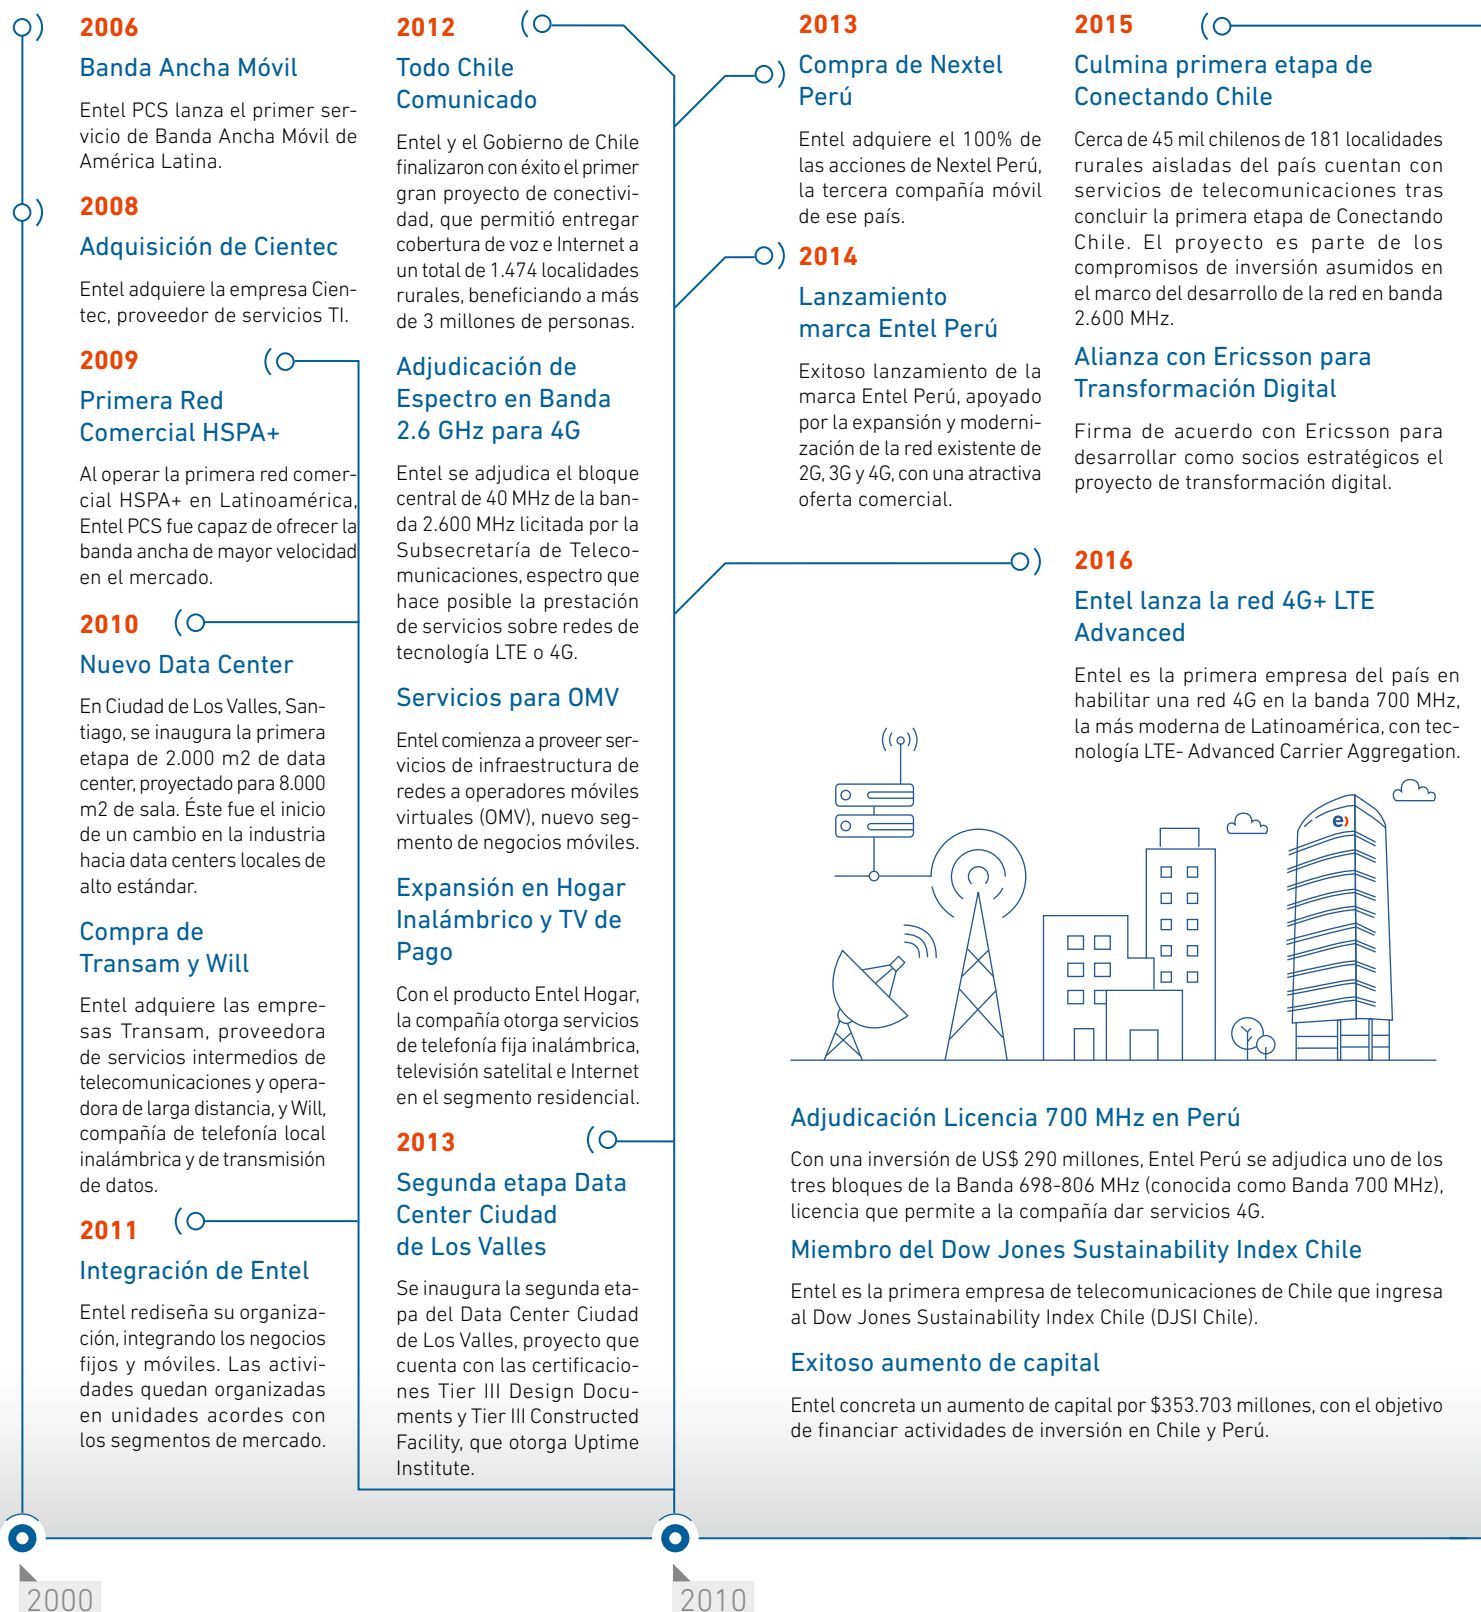 2006
Banda Ancha Móvil
Entel PCS lanza el primer ser-
vicio de Banda Ancha Móvil de
América Latina.
2008
Adquisición de Cientec
Entel adquiere la empresa Cien-
tec, proveedor de servicios TI.
2009
Primera Red
Comercial HSPA+
Al operar la primera red comer-
cial HSPA+ en Latinoamérica,
Entel PCS fue capaz de ofrecer la
banda ancha de mayor velocidad
en el mercado.
2010
Nuevo Data Center
En Ciudad de Los Valles, San-
tiago, se inaugura la primera
etapa de 2.000 m2 de data
center, proyectado para 8.000
m2 de sala. Éste fue el inicio
de un cambio en la industria
hacia data centers locales de
alto estándar.
Compra de
Transam y Will
Entel adquiere las empre-
sas Transam, proveedora
de servicios intermedios de
telecomunicaciones y opera-
dora de larga distancia, y Will,
compañía de telefonía local
inalámbrica y de transmisión
de datos.
2011
Integración de Entel
Entel rediseña su organiza-
ción, integrando los negocios
fijos y móviles. Las activi-
dades quedan organizadas
en unidades acordes con
los segmentos de mercado.
2012
Todo Chile
Comunicado
Entel y el Gobierno de Chile
finalizaron con éxito el primer
gran proyecto de conectivi-
dad, que permitió entregar
cobertura de voz e Internet a
un total de 1.474 localidades
rurales, beneficiando a más
de 3 millones de personas.
Adjudicación de
Espectro en Banda
2.6 GHz para 4G
Entel se adjudica el bloque
central de 40 MHz de la ban-
da 2.600 MHz licitada por la
Subsecretaría de Teleco-
municaciones, espectro que
hace posible la prestación
de servicios sobre redes de
tecnología LTE o 4G.
Servicios para OMV
Entel comienza a proveer ser-
vicios de infraestructura de
redes a operadores móviles
virtuales (OMV), nuevo seg-
mento de negocios móviles.
Expansión en Hogar
Inalámbrico y TV de
Pago
Con el producto Entel Hogar,
la compañía otorga servicios
de telefonía fija inalámbrica,
televisión satelital e Internet
en el segmento residencial.
2013
Segunda etapa Data
Center Ciudad
de Los Valles
Se inaugura la segunda eta-
pa del Data Center Ciudad
de Los Valles, proyecto que
cuenta con las certificacio-
nes Tier III Design Docu-
ments y Tier III Constructed
Facility, que otorga Uptime
Institute.
2013
Compra de Nextel
Perú
Entel adquiere el 100% de
las acciones de Nextel Perú,
la tercera compañía móvil
de ese país.
2014
Lanzamiento
marca Entel Perú
Exitoso lanzamiento de la
marca Entel Perú, apoyado
por la expansión y moderni-
zación de la red existente de
2G, 3G y 4G, con una atractiva
oferta comercial.
2015
Culmina primera etapa de
Conectando Chile
Cerca de 45 mil chilenos de 181 localidades
rurales aisladas del país cuentan con
servicios de telecomunicaciones tras
concluir la primera etapa de Conectando
Chile. El proyecto es parte de los
compromisos de inversión asumidos en
el marco del desarrollo de la red en banda
2.600 MHz.
Alianza con Ericsson para
Transformación Digital
Firma de acuerdo con Ericsson para
desarrollar como socios estratégicos el
proyecto de transformación digital.
2016
Entel lanza la red 4G+ LTE
Advanced
Entel es la primera empresa del país en
habilitar una red 4G en la banda 700 MHz,
la más moderna de Latinoamérica, con tec-
nología LTE- Advanced Carrier Aggregation.
e)
Adjudicación Licencia 700 MHz en Perú
Con una inversión de US$ 290 millones, Entel Perú se adjudica uno de los
tres bloques de la Banda 698-806 MHz (conocida como Banda 700 MHz),
licencia que permite a la compañía dar servicios 4G.
Miembro del Dow Jones Sustainability Index Chile
Entel es la primera empresa de telecomunicaciones de Chile que ingresa
al Dow Jones Sustainability Index Chile (DJSI Chile).
Exitoso aumento de capital
Entel concreta un aumento de capital por $353.703 millones, con el objetivo
de financiar actividades de inversión en Chile y Perú.
2000
2010